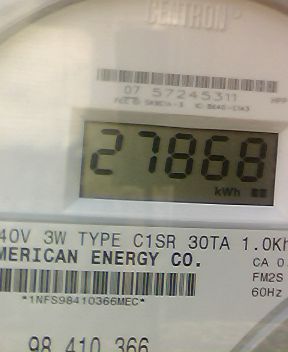 CENTRON®
07 57245311
27868
kWh
40V 3W TYPE C1SR 30TA 1.0Kh
MERICAN ENERGY CO.
CA 0.
FM2S
60Hz
*1NFS98410366MEC*
98 410 366